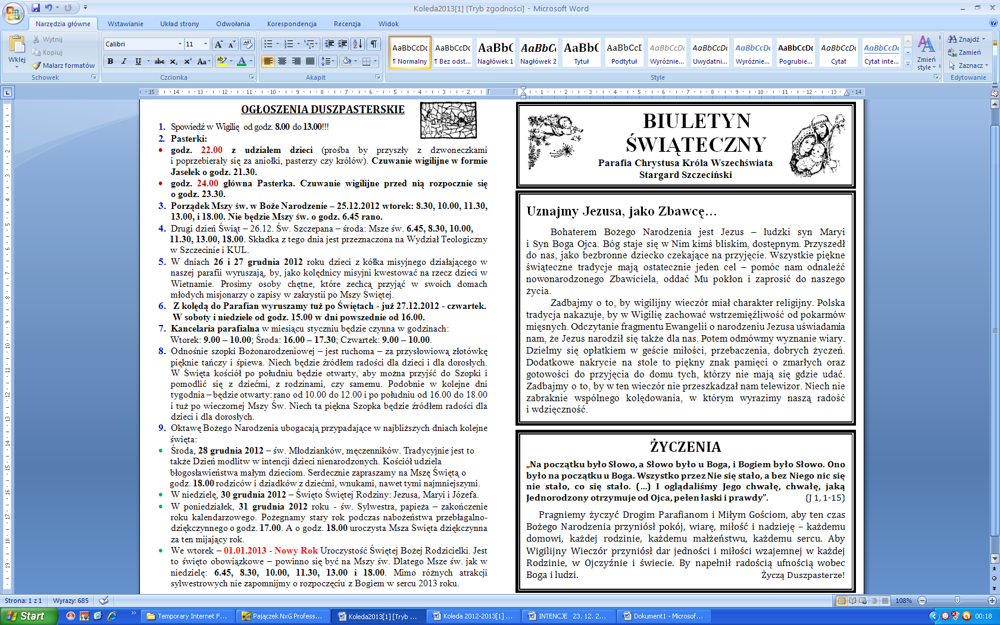 Koleda2013[1] [Tryb zgodności] - Microsoft Word
Narzędzia główne Wstawianie Układ strony Odwołania Korespondencja Recenzja Widok
Wklej
Wytnij
Kopiuj
Malarz formatów
Schowek
Calibri 11
Czcionka
Akapit
AaBbCcDc AaBbCcDc AaBbC AaBbCc AaBbC AaBbCcI AaBbCcDc AaBbCcDc AaBbCcDc AaBbCcDc AaBbCcDc AaBbCcDc
¶ Normalny ¶ Bez odst... Nagłówek 1 Nagłówek 2 Tytuł Podtytuł Wyróżnie... Uwydatni... Wyróżnie... Pogrubie... Cytat Cytat inte...
Zmień style
Style
Znajdź
Zamień
Zaznacz
Edytowanie
OGŁOSZENIA DUSZPASTERSKIE
1. Spowiedź w Wigilię od godz. 8.00 do 13.00!!!
2. Pasterki:
• godz. 22.00 z udziałem dzieci (prośba by przyszły z dzwoneczkami
i poprzebierały się za aniołki, pasterzy czy królów). Czuwanie wigilijne w formie
Jasełek o godz. 21.30.
• godz. 24.00 główna Pasterka. Czuwanie wigilijne przed nią rozpocznie się
o godz. 23.30.
3. Porządek Mszy św. w Boże Narodzenie – 25.12.2012 wtorek: 8.30, 10.00, 11.30,
13.00, i 18.00. Nie będzie Mszy św. o godz. 6.45 rano.
4. Drugi dzień Świąt – 26.12. Św. Szczepana – środa: Msze św. 6.45, 8.30, 10.00,
11.30, 13.00, 18.00. Składka z tego dnia jest przeznaczona na Wydział Teologiczny
w Szczecinie i KUL.
5. W dniach 26 i 27 grudnia 2012 roku dzieci z kółka misyjnego działającego w
naszej parafii wyruszają, by, jako kolędnicy misyjni kwestować na rzecz dzieci w
Wietnamie. Prosimy osoby chętne, które zechcą przyjąć w swoich domach
młodych misjonarzy o zapisy w zakrystii po Mszy Świętej.
6. Z kolędą do Parafian wyruszamy tuż po Świętach - już 27.12.2012 - czwartek.
W soboty i niedziele od godz. 15.00 w dni powszednie od 16.00.
7. Kancelaria parafialna w miesiącu styczniu będzie czynna w godzinach:
Wtorek: 9.00 – 10.00; Środa: 16.00 – 17.30; Czwartek: 9.00 – 10.00.
8. Odnośnie szopki Bożonarodzeniowej – jest ruchoma – za przysłowiową złotówkę
pięknie tańczy i śpiewa. Niech będzie źródłem radości dla dzieci i dla dorosłych.
W Święta kościół po południu będzie otwarty, aby można przyjść do Szopki i
pomodlić się z dziećmi, z rodzinami, czy samemu. Podobnie w kolejne dni
tygodnia – będzie otwarty: rano od 10.00 do 12.00 i po południu od 16.00 do 18.00
i tuż po wieczornej Mszy Św. Niech ta piękna Szopka będzie źródłem radości dla
dzieci i dla dorosłych.
9. Oktawę Bożego Narodzenia ubogacają przypadające w najbliższych dniach kolejne
święta:
• Środa, 28 grudnia 2012 – św. Młodzianków, męczenników. Tradycyjnie jest to
także Dzień modlitw w intencji dzieci nienarodzonych. Kościół udziela
błogosławieństwa małym dzieciom. Serdecznie zapraszamy na Mszę Świętą o
godz. 18.00 rodziców i dziadków z dziećmi, wnukami, nawet tymi najmniejszymi.
• W niedzielę, 30 grudnia 2012 – Święto Świętej Rodziny: Jezusa, Maryi i Józefa.
• W poniedziałek, 31 grudnia 2012 roku - św. Sylwestra, papieża – zakończenie
roku kalendarzowego. Pożegnamy stary rok podczas nabożeństwa przebłagalno-
dziękczynnego o godz. 17.00. A o godz. 18.00 uroczysta Msza Święta dziękczynna
za ten mijający rok.
• We wtorek – 01.01.2013 - Nowy Rok Uroczystość Świętej Bożej Rodzicielki. Jest
to święto obowiązkowe – powinno się być na Mszy św. Dlatego Msze św. jak w
niedzielę: 6.45, 8.30, 10.00, 11.30, 13.00 i 18.00. Mimo różnych atrakcji
sylwestrowych nie zapomnijmy o rozpoczęciu z Bogiem w sercu 2013 roku.
BIULETYN
ŚWIĄTECZNY
Parafia Chrystusa Króla Wszechświata
Stargard Szczeciński
Uznajmy Jezusa, jako Zbawcę…
Bohaterem Bożego Narodzenia jest Jezus – ludzki syn Maryi
i Syn Boga Ojca. Bóg staje się w Nim kimś bliskim, dostępnym. Przyszedł
do nas, jako bezbronne dziecko czekające na przyjęcie. Wszystkie piękne
świąteczne tradycje mają ostatecznie jeden cel – pomóc nam odnaleźć
nowonarodzonego Zbawiciela, oddać Mu pokłon i zaprosić do naszego
życia.
Zadbajmy o to, by wigilijny wieczór miał charakter religijny. Polska
tradycja nakazuje, by w Wigilię zachować wstrzemięźliwość od pokarmów
mięsnych. Odczytanie fragmentu Ewangelii o narodzeniu Jezusa uświadamia
nam, że Jezus narodził się także dla nas. Potem odmówmy wyznanie wiary.
Dzielmy się opłatkiem w geście miłości, przebaczenia, dobrych życzeń.
Dodatkowe nakrycie na stole to piękny znak pamięci o zmarłych oraz
gotowości do przyjęcia do domu tych, którzy nie mają się gdzie udać.
Zadbajmy o to, by w ten wieczór nie przeszkadzał nam telewizor. Niech nie
zabraknie wspólnego kolędowania, w którym wyrazimy naszą radość
i wdzięczność.
ŻYCZENIA
„Na początku było Słowo, a Słowo było u Boga, i Bogiem było Słowo. Ono
było na początku u Boga. Wszystko przez Nie się stało, a bez Niego nic się
nie stało, co się stało. (…) I oglądaliśmy Jego chwałę, chwałę, jaką
Jednorodzony otrzymuje od Ojca, pełen łaski i prawdy”. (J 1, 1-15)
Pragniemy życzyć Drogim Parafianom i Miłym Gościom, aby ten czas
Bożego Narodzenia przyniósł pokój, wiarę, miłość i nadzieję – każdemu
domowi, każdej rodzinie, każdemu małżeństwu, każdemu sercu. Aby
Wigilijny Wieczór przyniósł dar jedności i miłości wzajemnej w każdej
Rodzinie, w Ojczyźnie i świecie. By napełnił radością ufnością wobec
Boga i ludzi. Życzą Duszpasterze!
Strona: 1 z 1 Wyrazy: 685 108%
Start Temporary Internet F... Pajączek NxG Profess... Koleda2013[1] [Tryb ... Koleda 2012-2013[1] ... INTENCJE 23. 12. 2... Dokument1 - Microsof... 00:18